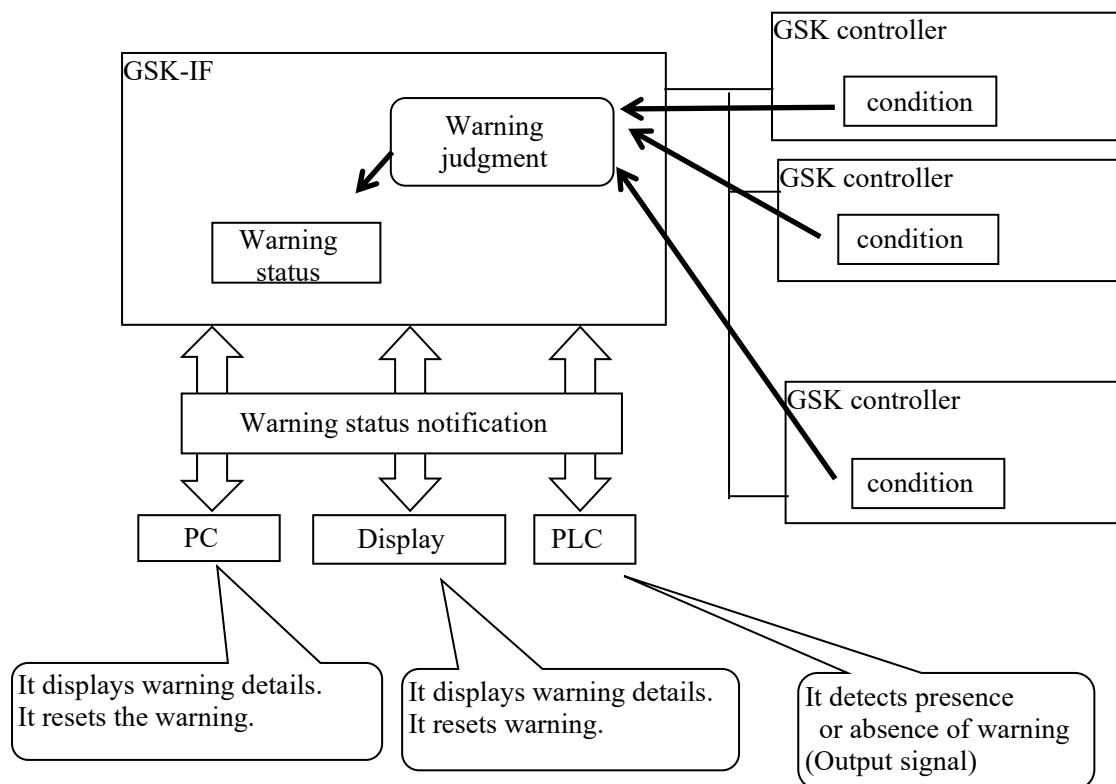 GSK controller
condition
GSK-IF
Warning
judgment
GSK controller
condition
Warning
status
GSK controller
condition
Warning status notification
PC
Display
PLC
It displays warning details.
It resets the warning.
It displays warning details.
It resets warning.
It detects presence
or absence of warning
(Output signal)